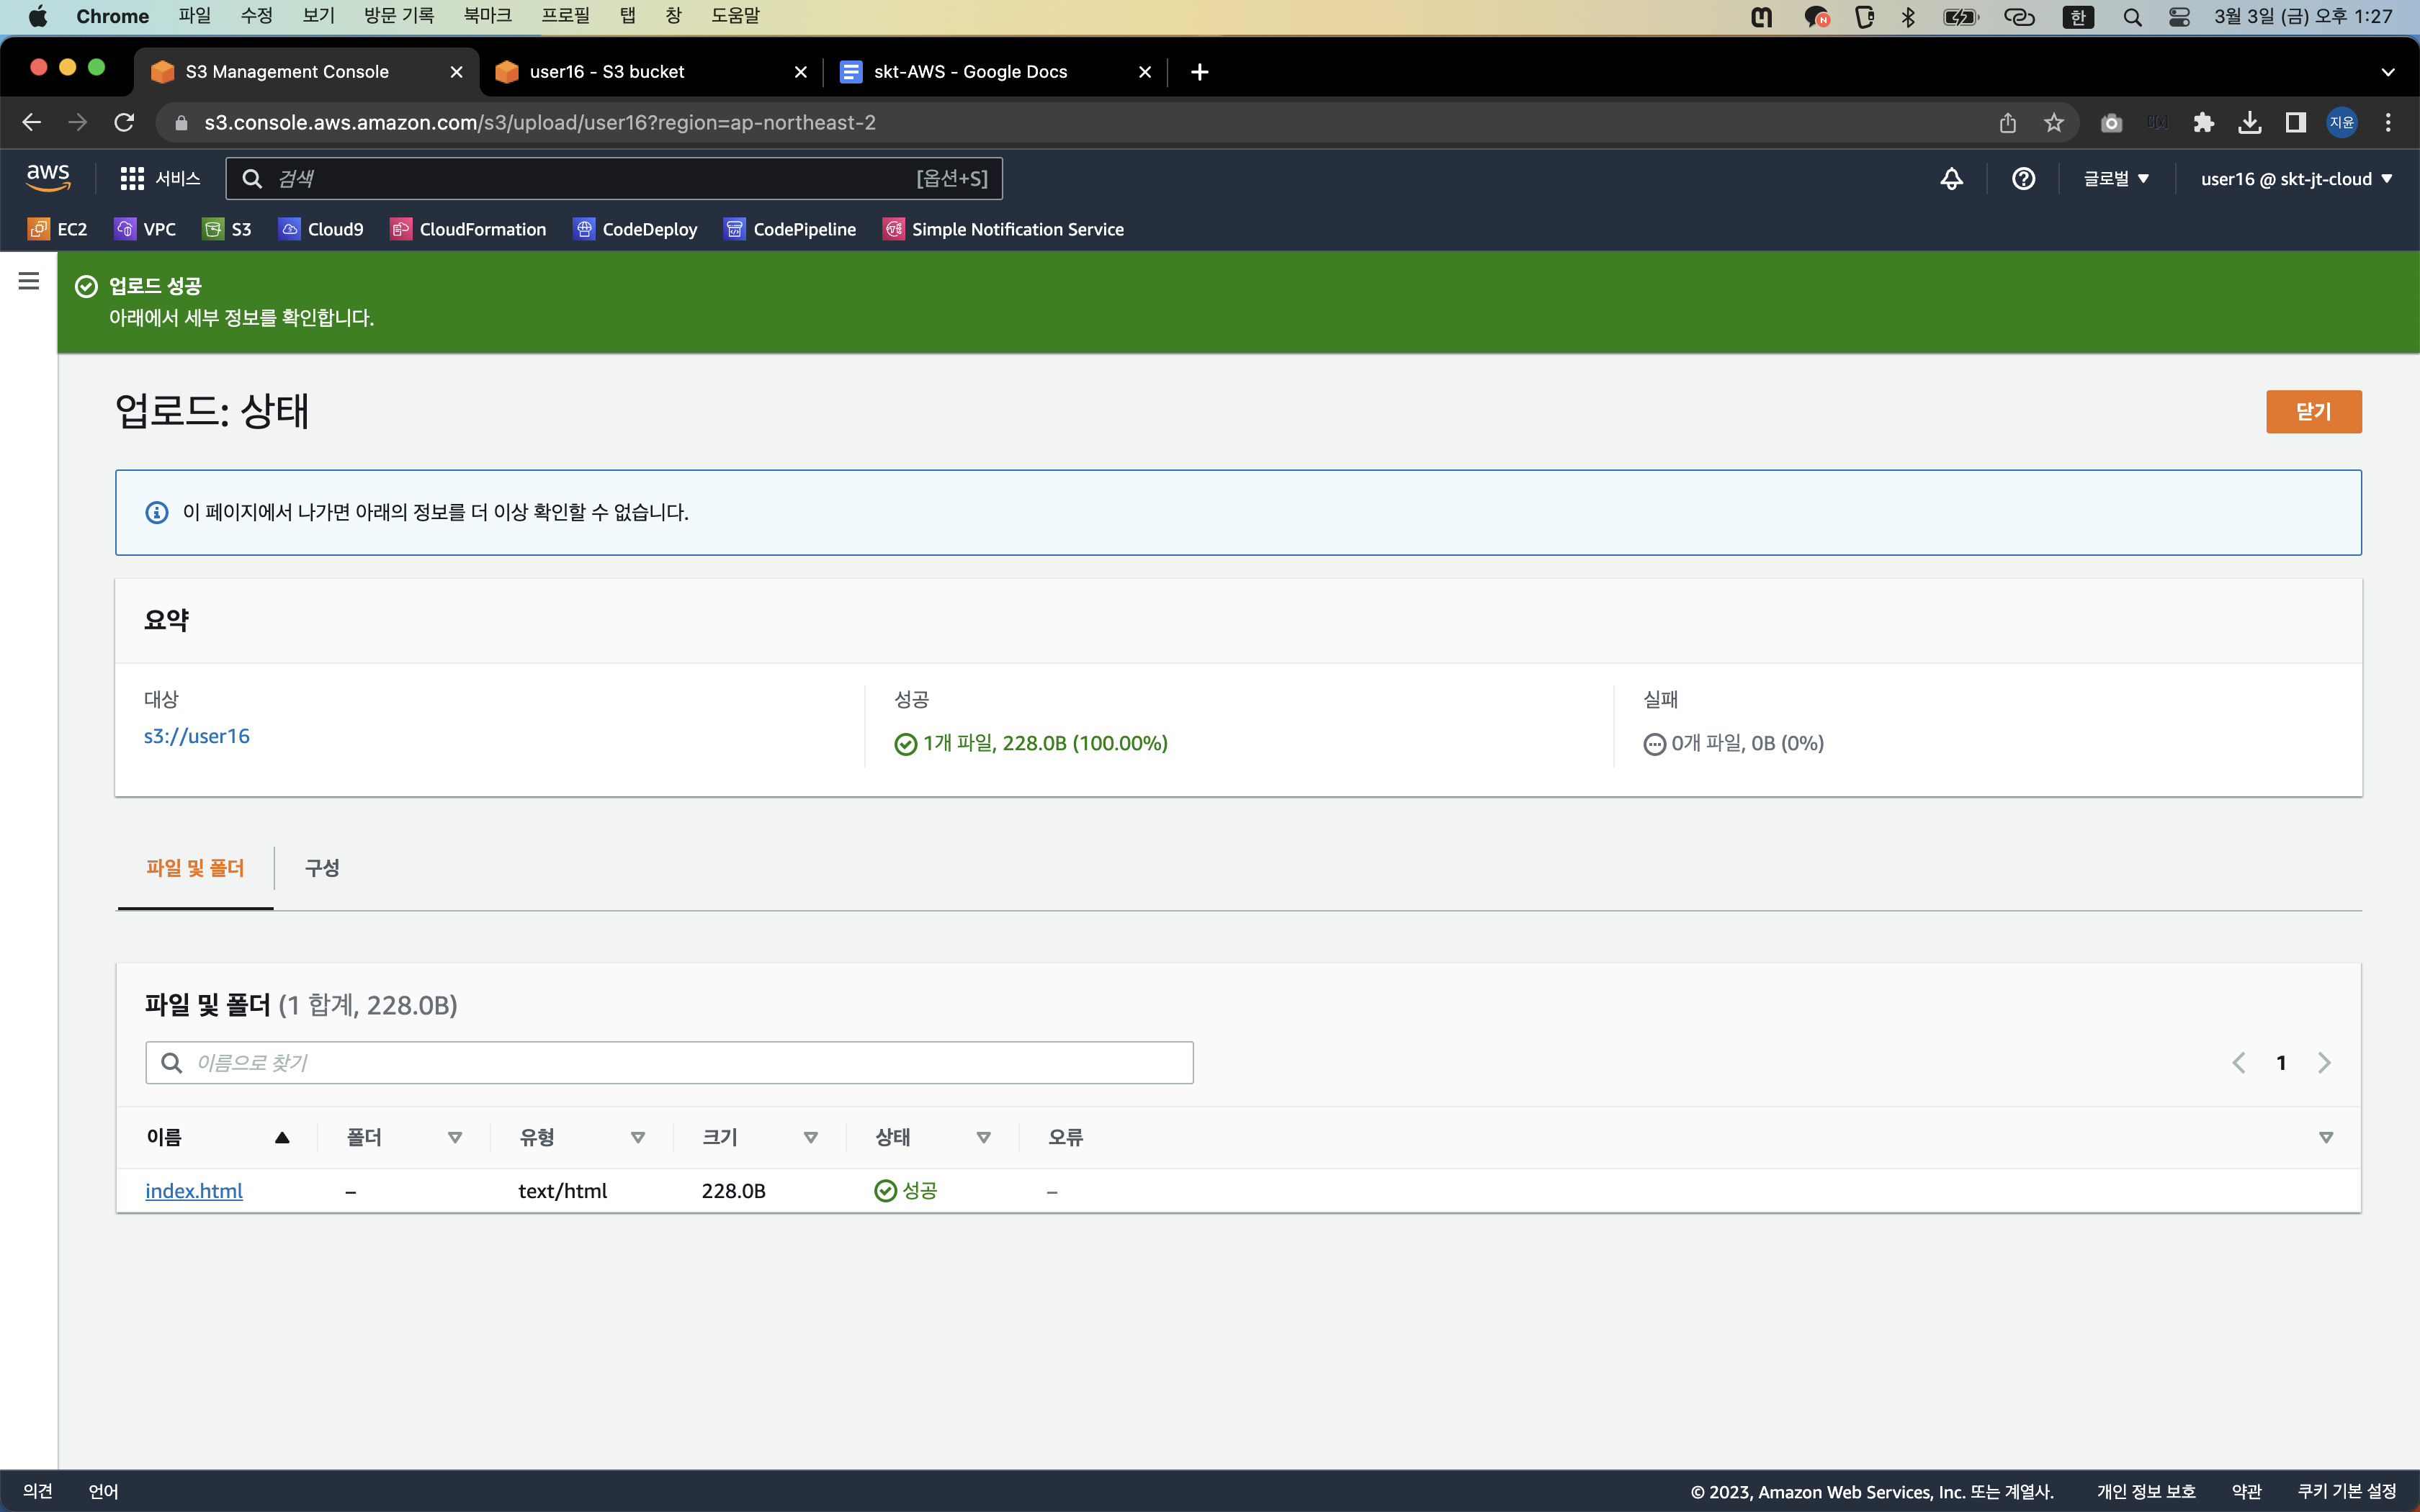 Chrome 파일 수정 보기 방문 기록 북마크 프로필 탭 창 도움말 N 한 3월 3일 (금) 오후 1:27
S3 Management Console user16 - S3 bucket skt-AWS - Google Docs
s3.console.aws.amazon.com/s3/upload/user16?region=ap-northeast-2 지윤
aws 서비스 검색 [옵션+S] 글로벌 user16 @ skt-jt-cloud
EC2 VPC S3 Cloud9 CloudFormation CodeDeploy CodePipeline Simple Notification Service
업로드 성공
아래에서 세부 정보를 확인합니다.
업로드: 상태 닫기
이 페이지에서 나가면 아래의 정보를 더 이상 확인할 수 없습니다.
요약
대상 성공 실패
s3://user16 1개 파일, 228.0B (100.00%) 0개 파일, 0B (0%)
파일 및 폴더 구성
파일 및 폴더 (1 합계, 228.0B)
이름으로 찾기 1
이름 폴더 유형 크기 상태 오류
index.html – text/html 228.0B 성공 –
의견 언어 © 2023, Amazon Web Services, Inc. 또는 계열사. 개인 정보 보호 약관 쿠키 기본 설정